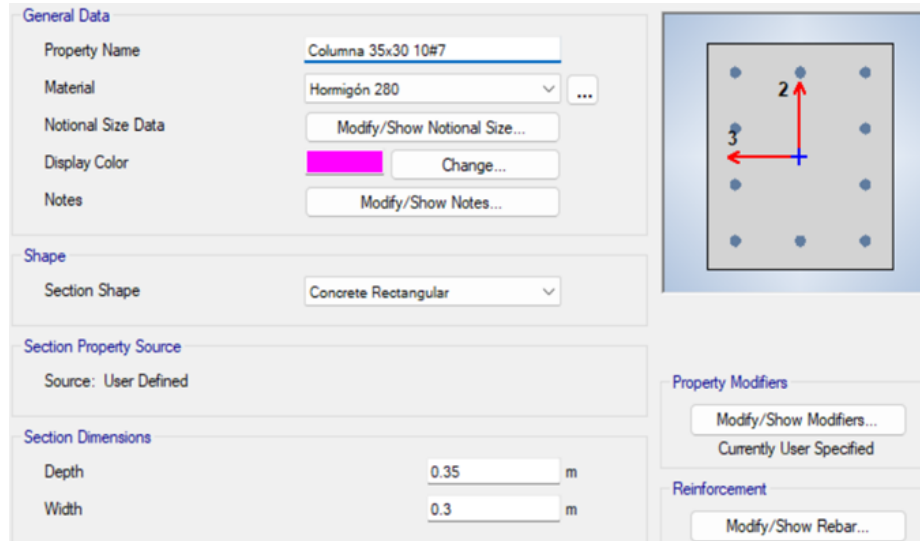 General Data
Property Name Columna 35x30 10#7
Material Hormigón 280 ...
Notional Size Data Modify/Show Notional Size...
Display Color Change...
Notes Modify/Show Notes...
2
3
Shape
Section Shape Concrete Rectangular
Section Property Source
Source: User Defined
Property Modifiers
Modify/Show Modifiers...
Currently User Specified
Section Dimensions
Depth 0.35 m
Width 0.3 m
Reinforcement
Modify/Show Rebar...